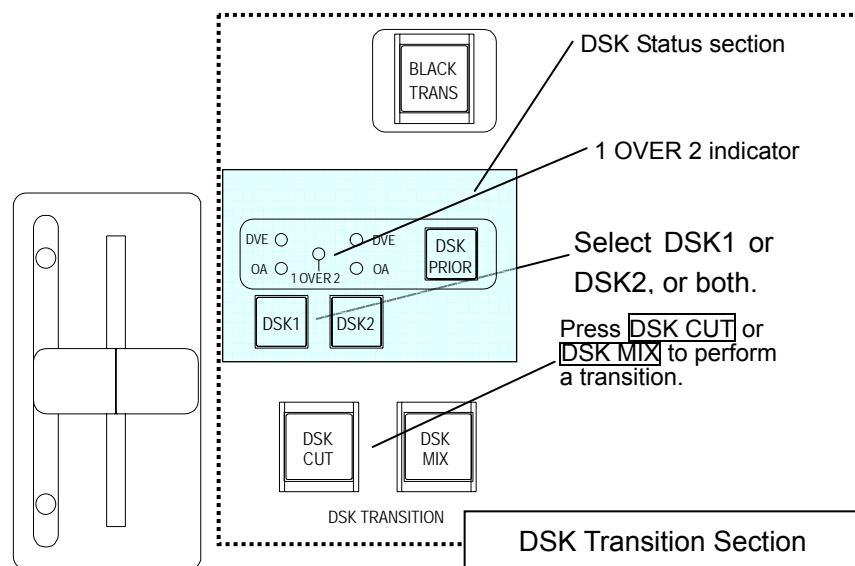 DSK Status section
BLACK
TRANS
1 OVER 2 indicator
DVE
DVE
DSK
PRIOR
OA
1 OVER 2
OA
Select DSK1 or
DSK2, or both.
DSK1
DSK2
Press DSK CUT or
DSK MIX to perform
a transition.
DSK
CUT
DSK
MIX
DSK TRANSITION
DSK Transition Section